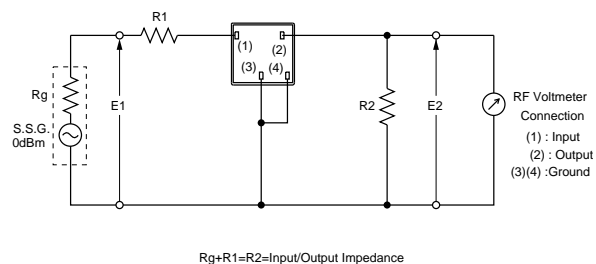 R1
(1)
(2)
(3)
(4)
Rg
E1
R2
E2
S.S.G.
0dBm
RF Voltmeter
Connection
(1) : Input
(2) : Output
(3)(4) :Ground
Rg+R1=R2=Input/Output Impedance